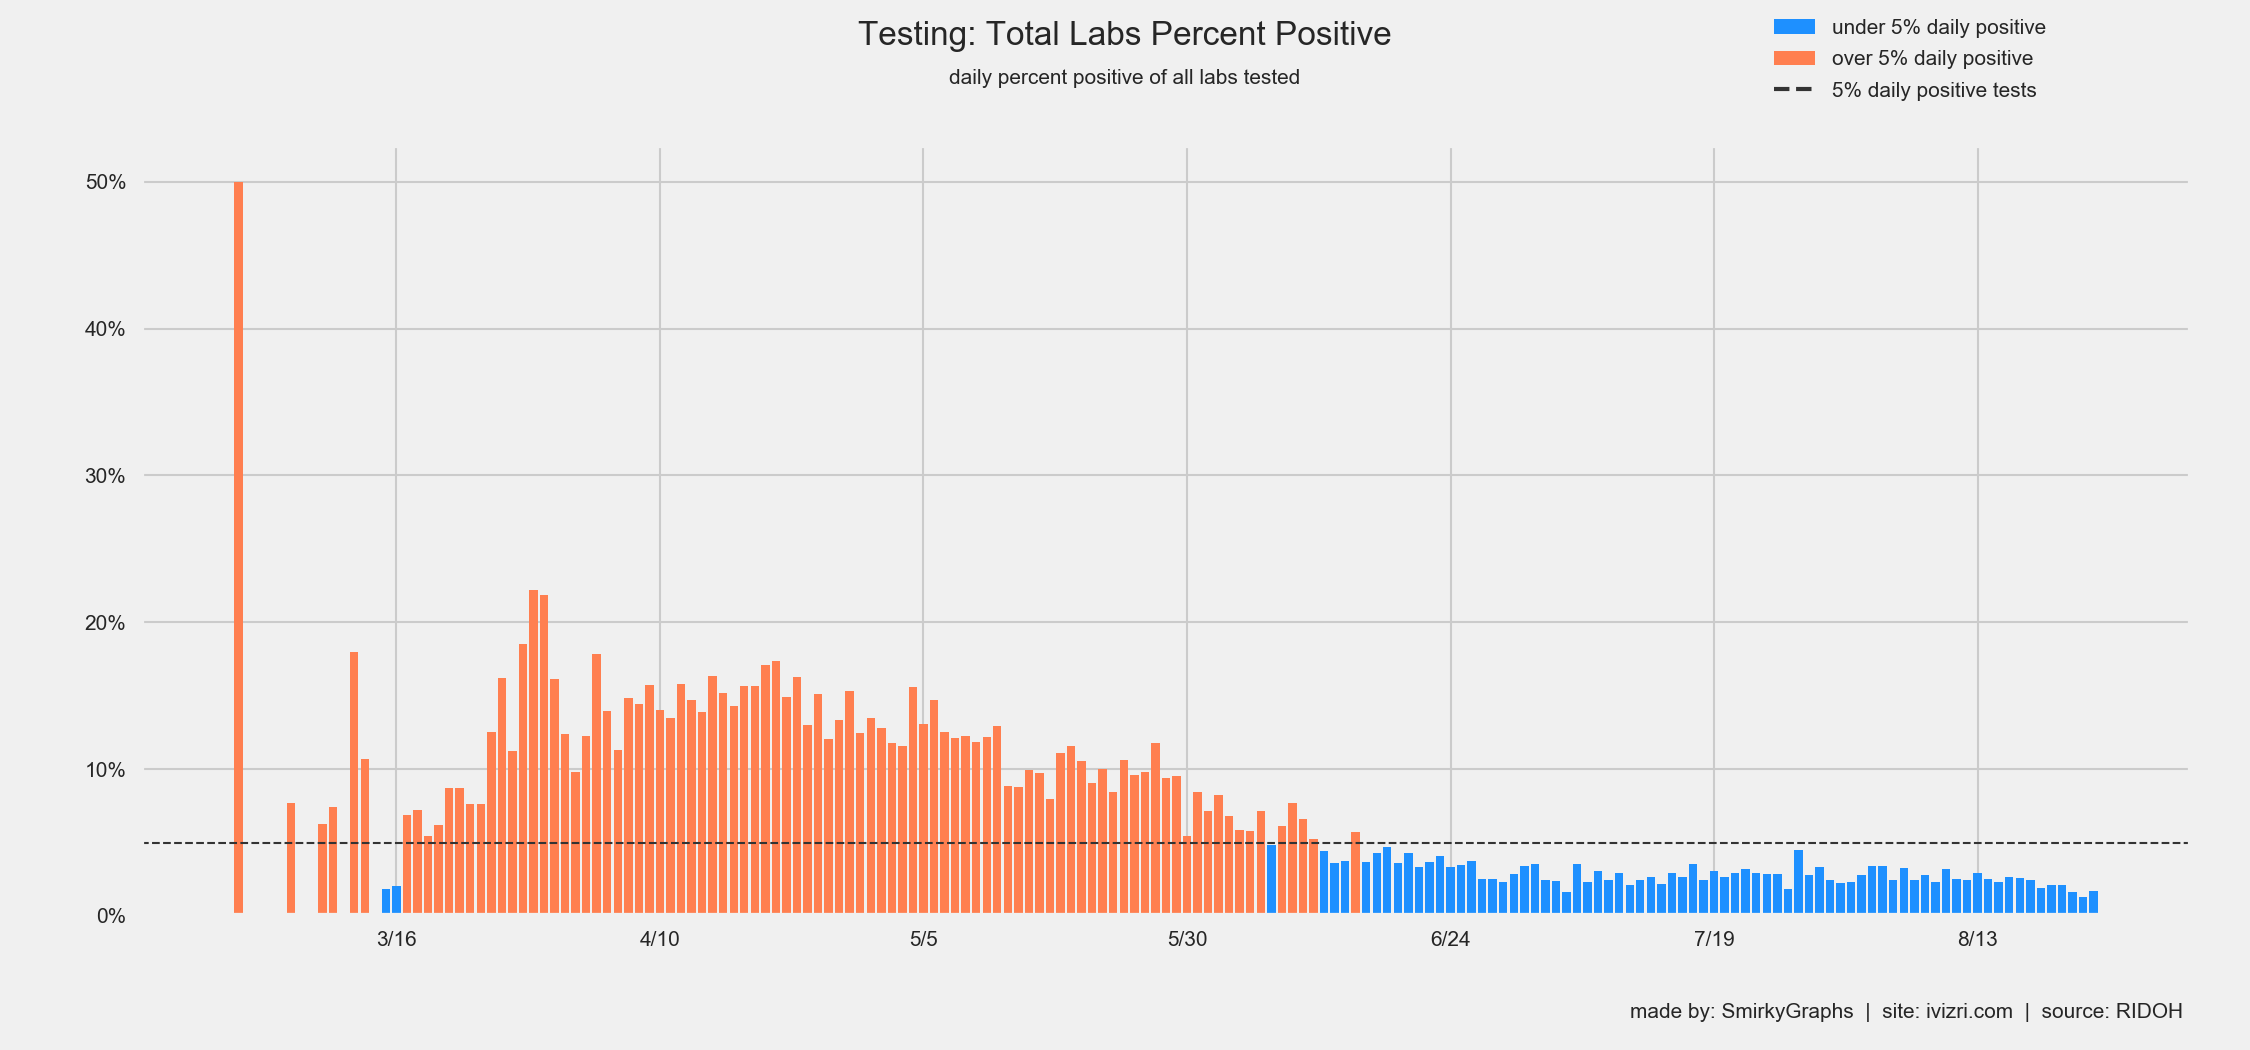 Testing: Total Labs Percent Positive
daily percent positive of all labs tested
under 5% daily positive
over 5% daily positive
5% daily positive tests
50%
40%
30%
20%
10%
0%
3/16 4/10 5/5 5/30 6/24 7/19 8/13
made by: SmirkyGraphs | site: ivizri.com | source: RIDOH